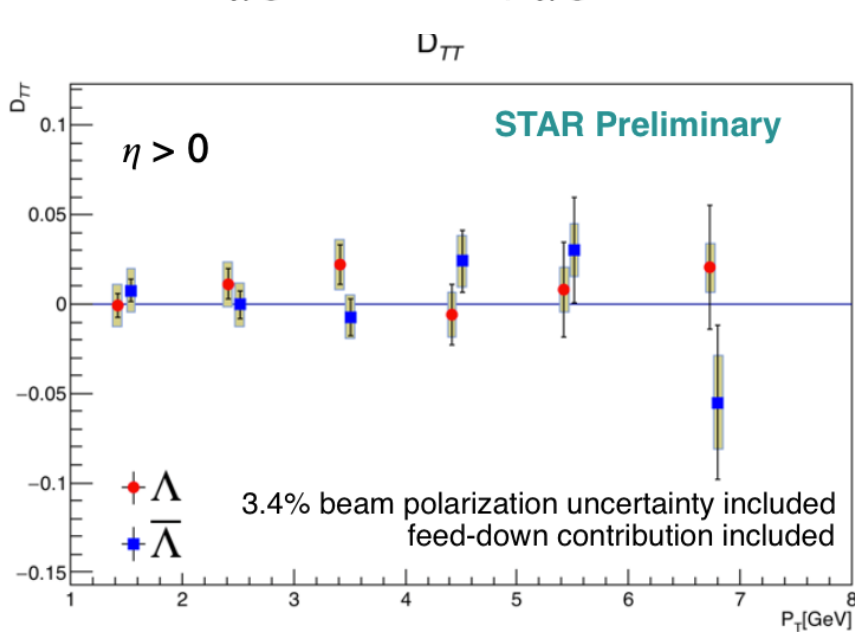 D_TT
D_TT
0.1
0.05
0
−0.05
−0.1
−0.15
η > 0
STAR Preliminary
Λ
Λ̅
3.4% beam polarization uncertainty included
feed-down contribution included
1 2 3 4 5 6 7 8
P_T[GeV]